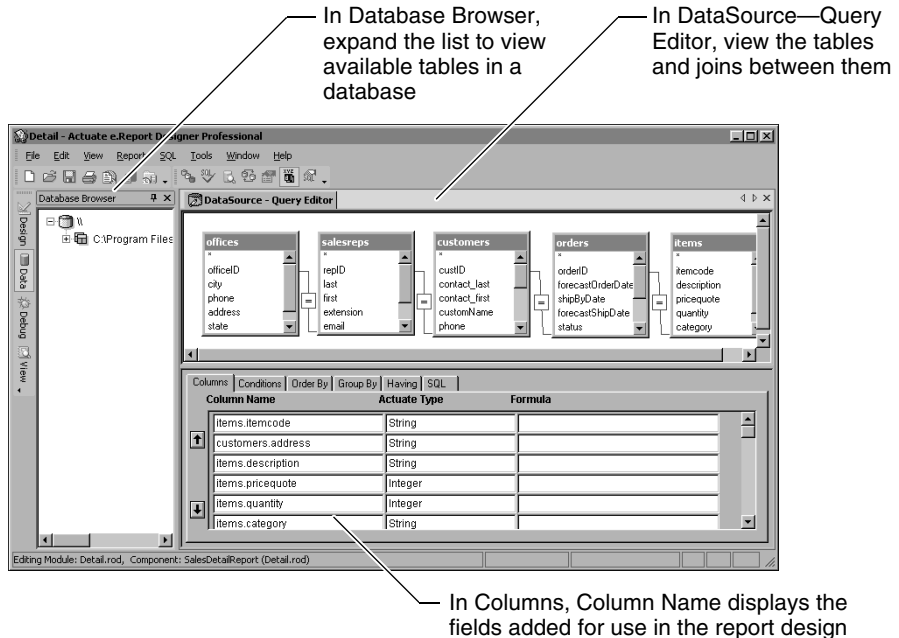 In Database Browser,
expand the list to view
available tables in a
database
In DataSource—Query
Editor, view the tables
and joins between them
Detail - Actuate e.Report Designer Professional
File Edit View Report SQL Tools Window Help
Database Browser
DataSource - Query Editor
Design
Data
Debug
View
\\
C:\Program Files
offices
*
officeID
city
phone
address
state
=
salesreps
*
repID
last
first
extension
email
=
customers
*
custID
contact_last
contact_first
customName
phone
=
orders
*
orderID
forecastOrderDate
shipByDate
forecastShipDate
status
=
items
*
itemcode
description
pricequote
quantity
category
Columns Conditions Order By Group By Having SQL
Column Name Actuate Type Formula
items.itemcode String
customers.address String
items.description String
items.pricequote Integer
items.quantity Integer
items.category String
Editing Module: Detail.rod, Component: SalesDetailReport (Detail.rod)
In Columns, Column Name displays the
fields added for use in the report design